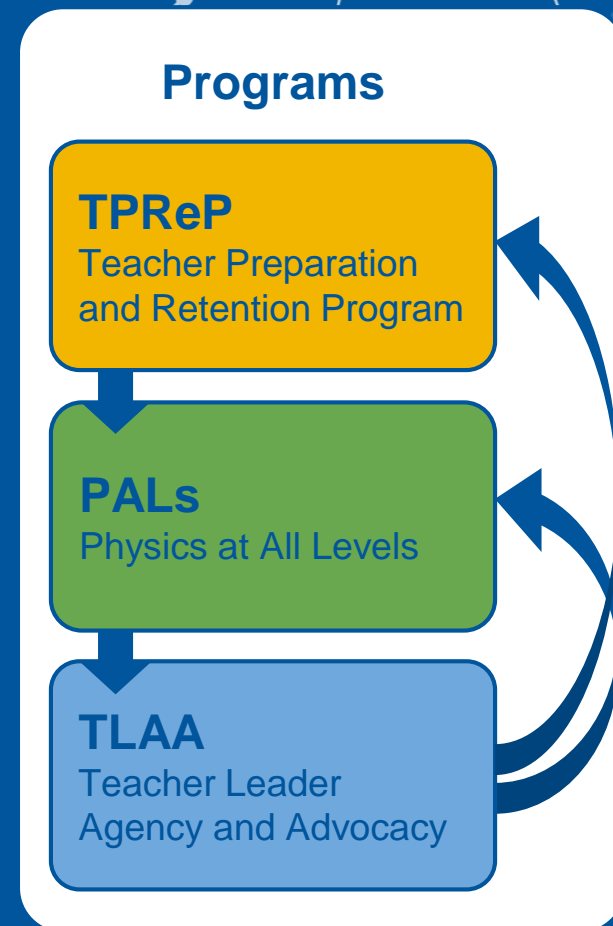 Programs
TPReP
Teacher Preparation
and Retention Program
PALs
Physics at All Levels
TLAA
Teacher Leader
Agency and Advocacy